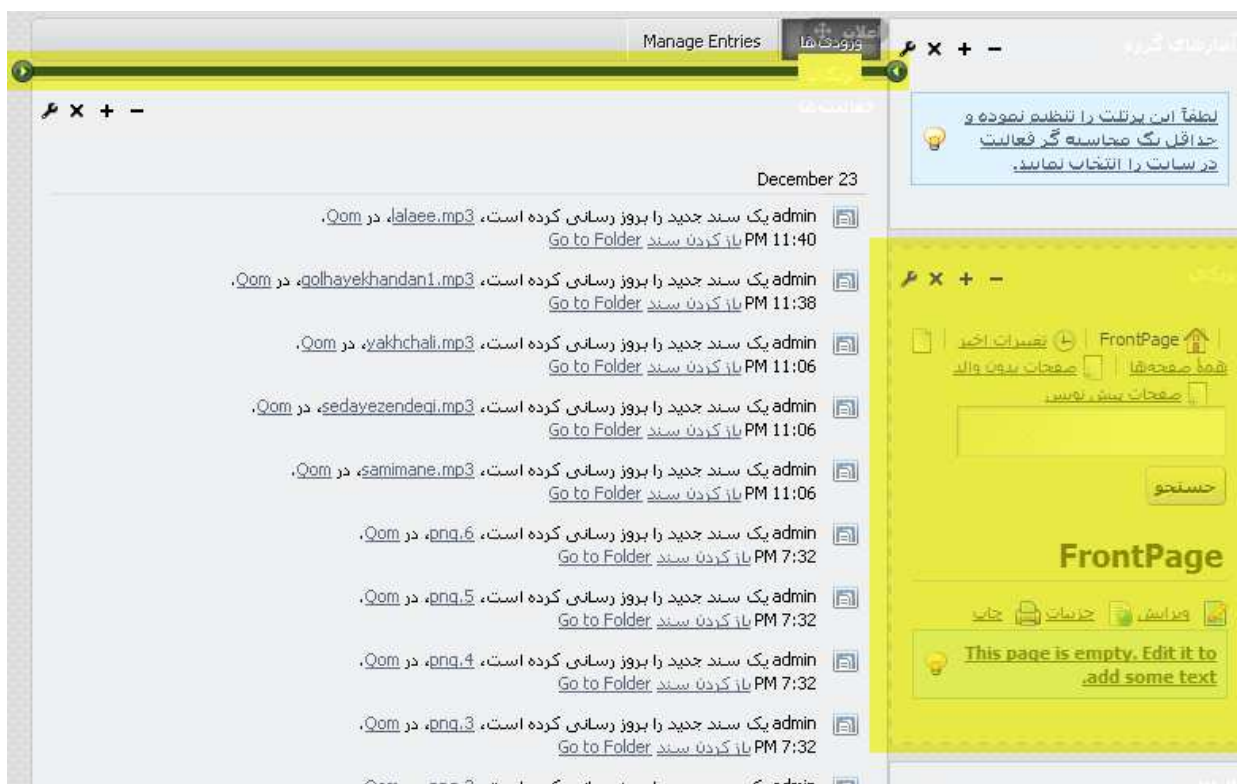 ورودی‌ها Manage Entries
لطفاً این پرتلت را تنظیم نموده و
حداقل یک محاسبه گر فعالیت
در سایت را انتخاب نمایید.
FrontPage تغییرات اخیر
همهٔ صفحه‌ها صفحات بدون والد
صفحات پیش نویس
جستجو
FrontPage
ویرایش جزییات چاپ
This page is empty. Edit it to
add some text.
فعالیت‌ها
December 23
admin یک سند جدید را بروز رسانی کرده است، lalaee.mp3، در Qom.
11:40 PM باز کردن سند Go to Folder
admin یک سند جدید را بروز رسانی کرده است، golhayekhandan1.mp3، در Qom.
11:38 PM باز کردن سند Go to Folder
admin یک سند جدید را بروز رسانی کرده است، yakhchali.mp3، در Qom.
11:06 PM باز کردن سند Go to Folder
admin یک سند جدید را بروز رسانی کرده است، sedayezendegi.mp3، در Qom.
11:06 PM باز کردن سند Go to Folder
admin یک سند جدید را بروز رسانی کرده است، samimane.mp3، در Qom.
11:06 PM باز کردن سند Go to Folder
admin یک سند جدید را بروز رسانی کرده است، 6.png، در Qom.
7:32 PM باز کردن سند Go to Folder
admin یک سند جدید را بروز رسانی کرده است، 5.png، در Qom.
7:32 PM باز کردن سند Go to Folder
admin یک سند جدید را بروز رسانی کرده است، 4.png، در Qom.
7:32 PM باز کردن سند Go to Folder
admin یک سند جدید را بروز رسانی کرده است، 3.png، در Qom.
7:32 PM باز کردن سند Go to Folder